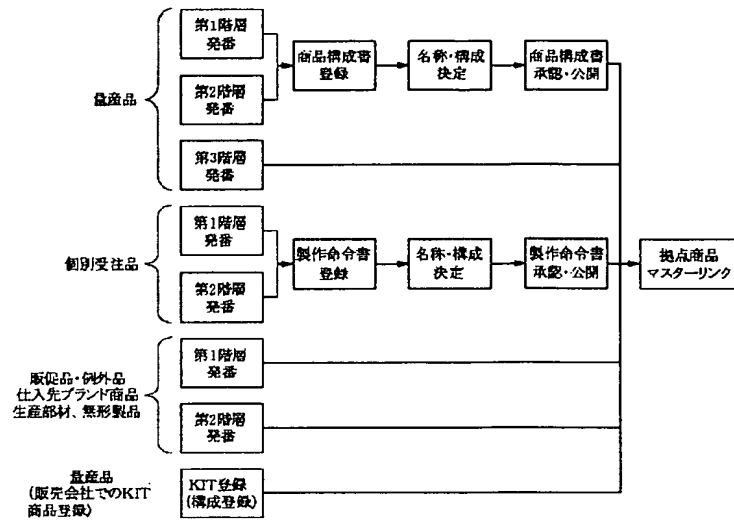 第1階層
発番
商品構成書
登録
名称・構成
決定
商品構成書
承認・公開
量産品
第2階層
発番
第3階層
発番
第1階層
発番
個別受注品
製作命令書
登録
名称・構成
決定
製作命令書
承認・公開
拠点商品
マスターリンク
第2階層
発番
第1階層
発番
販促品・例外品
仕入先ブランド商品
生産部材、無形製品
第2階層
発番
量産品
(販売会社でのKIT
商品登録)
KIT登録
(構成登録)